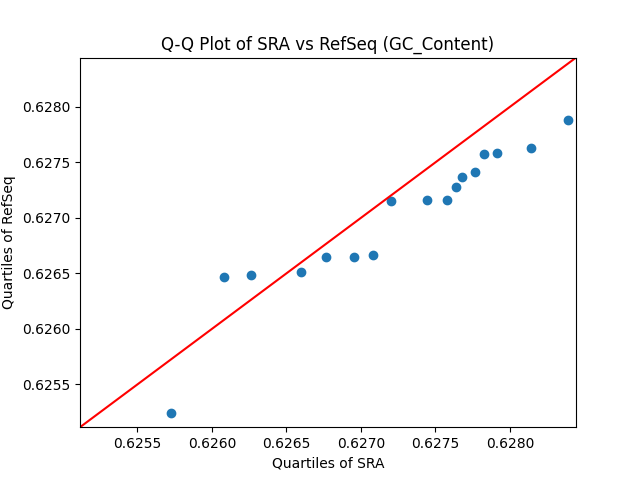 Q-Q Plot of SRA vs RefSeq (GC_Content)
Quartiles of RefSeq
0.6280
0.6275
0.6270
0.6265
0.6260
0.6255
0.6255 0.6260 0.6265 0.6270 0.6275 0.6280
Quartiles of SRA